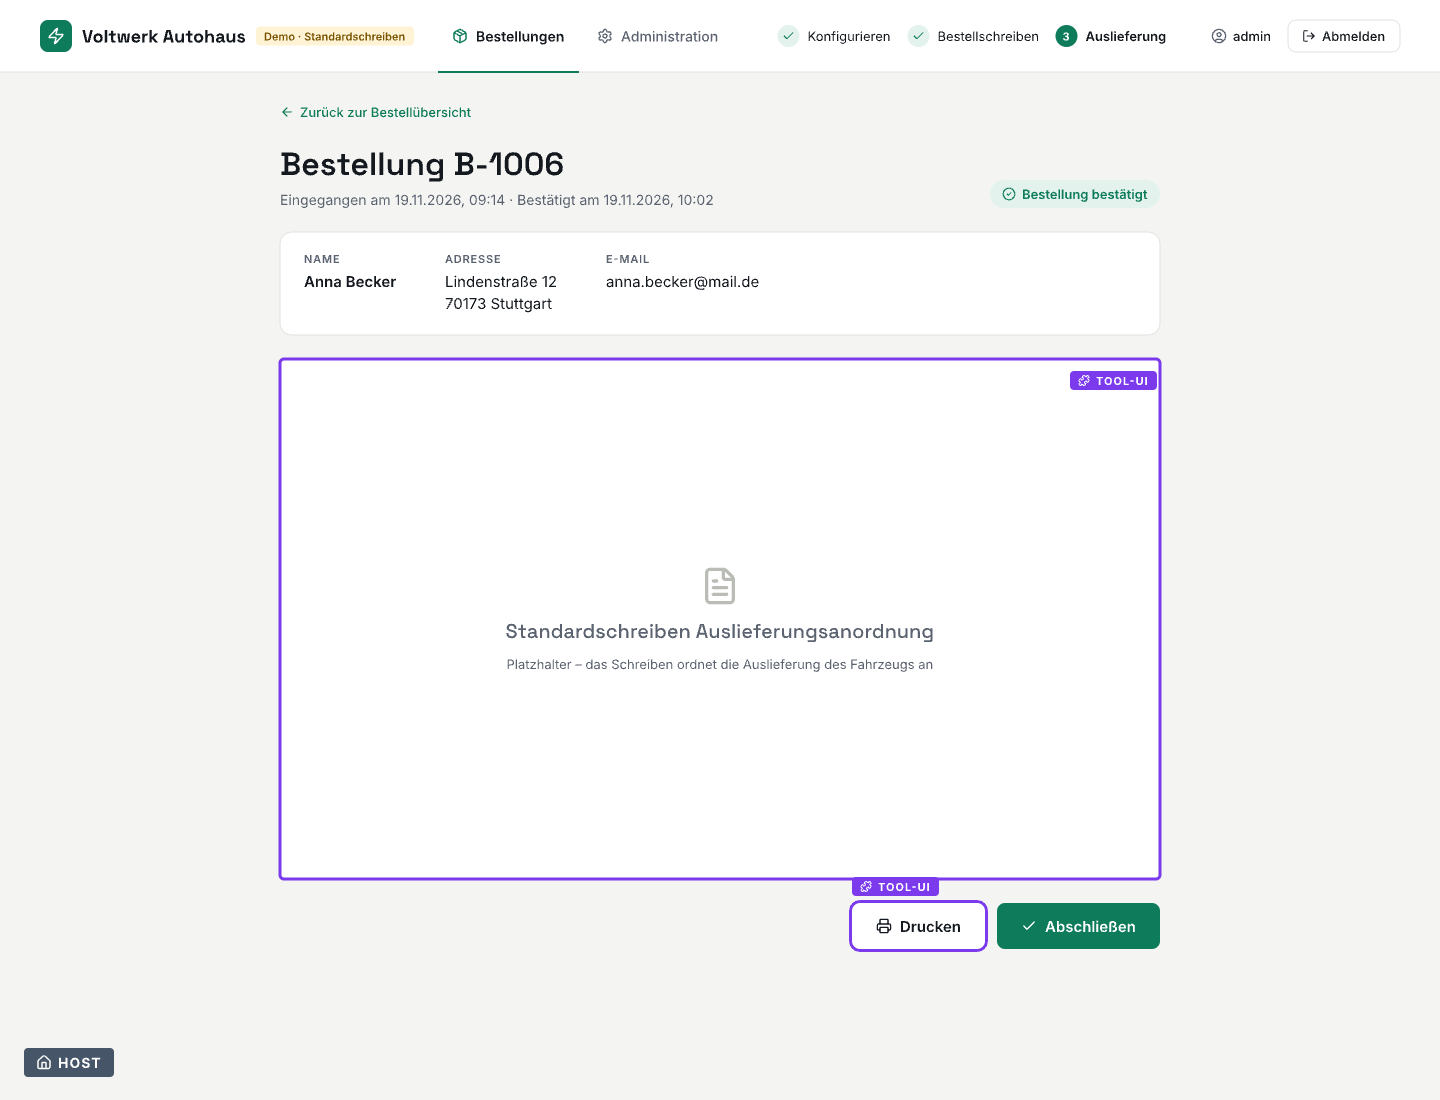 Voltwerk Autohaus
Demo · Standardschreiben
Bestellungen
Administration
Konfigurieren
Bestellschreiben
3 Auslieferung
admin
Abmelden
Zurück zur Bestellübersicht
Bestellung B-1006
Eingegangen am 19.11.2026, 09:14 · Bestätigt am 19.11.2026, 10:02
Bestellung bestätigt
NAME
Anna Becker
ADRESSE
Lindenstraße 12
70173 Stuttgart
E-MAIL
anna.becker@mail.de
TOOL-UI
Standardschreiben Auslieferungsanordnung
Platzhalter – das Schreiben ordnet die Auslieferung des Fahrzeugs an
TOOL-UI
Drucken
Abschließen
HOST